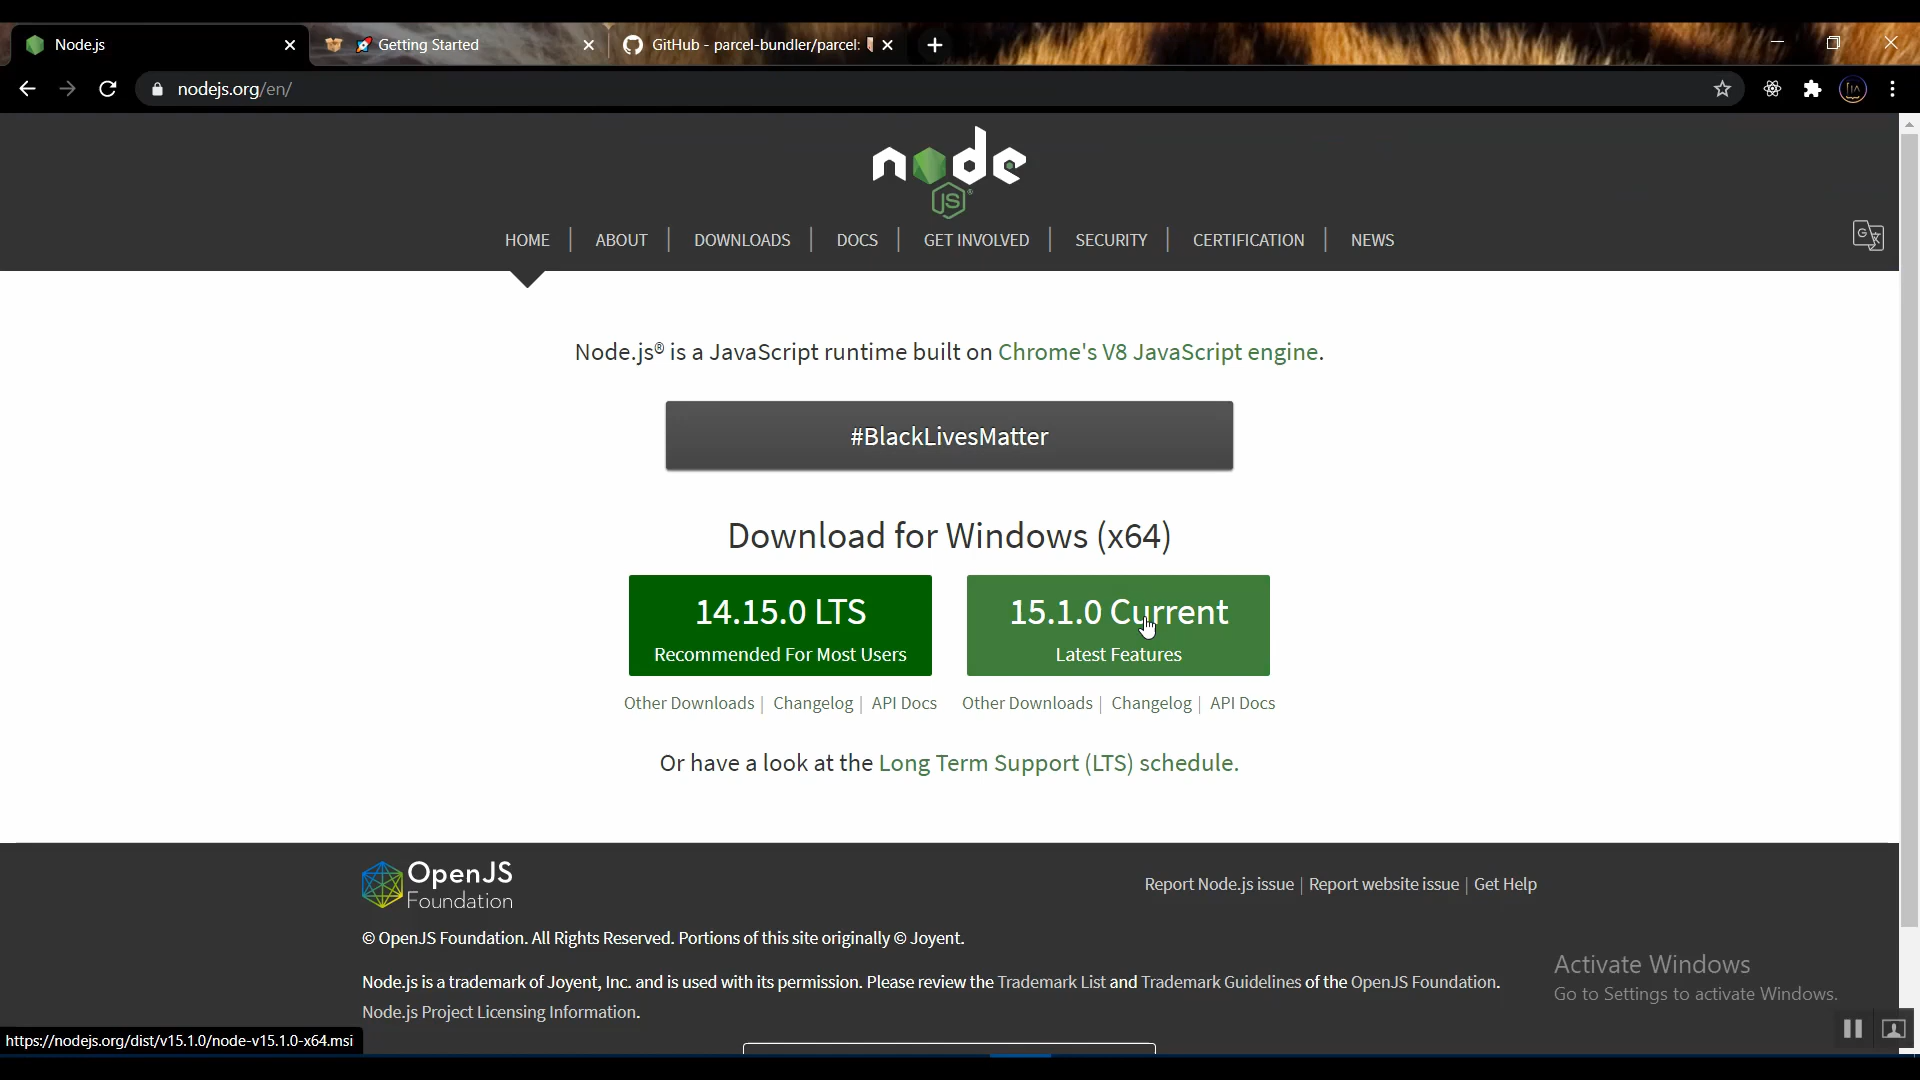 Node.js
🚀 Getting Started
GitHub - parcel-bundler/parcel:
nodejs.org/en/
node
JS
HOME | ABOUT | DOWNLOADS | DOCS | GET INVOLVED | SECURITY | CERTIFICATION | NEWS
Node.js® is a JavaScript runtime built on Chrome's V8 JavaScript engine.
#BlackLivesMatter
Download for Windows (x64)
14.15.0 LTS
Recommended For Most Users
15.1.0 Current
Latest Features
Other Downloads | Changelog | API Docs
Other Downloads | Changelog | API Docs
Or have a look at the Long Term Support (LTS) schedule.
OpenJS
Foundation
Report Node.js issue | Report website issue | Get Help
© OpenJS Foundation. All Rights Reserved. Portions of this site originally © Joyent.
Node.js is a trademark of Joyent, Inc. and is used with its permission. Please review the Trademark List and Trademark Guidelines of the OpenJS Foundation.
Node.js Project Licensing Information.
Activate Windows
Go to Settings to activate Windows.
https://nodejs.org/dist/v15.1.0/node-v15.1.0-x64.msi